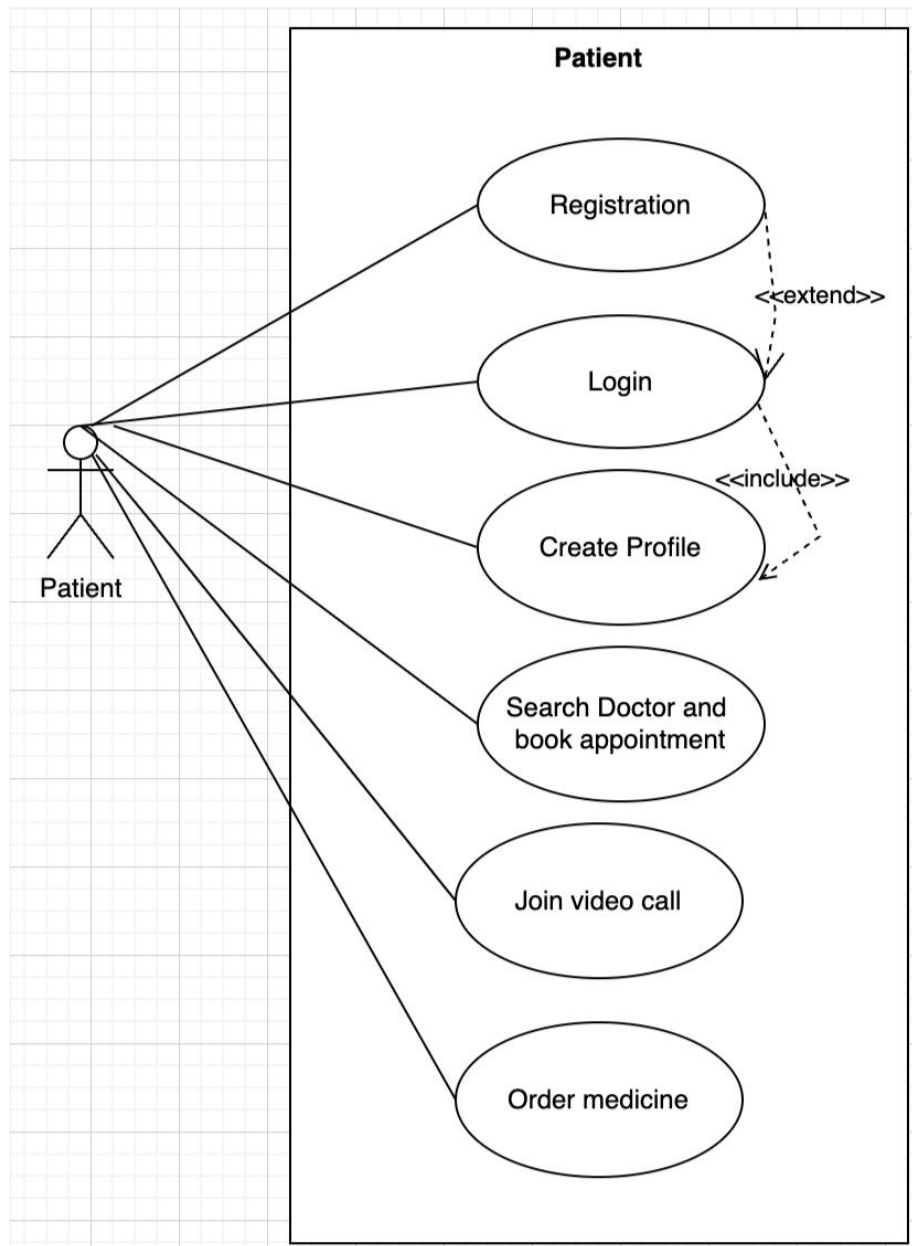 Patient
Registration
<<extend>>
Login
<<include>>
Create Profile
Patient
Search Doctor and
book appointment
Join video call
Order medicine